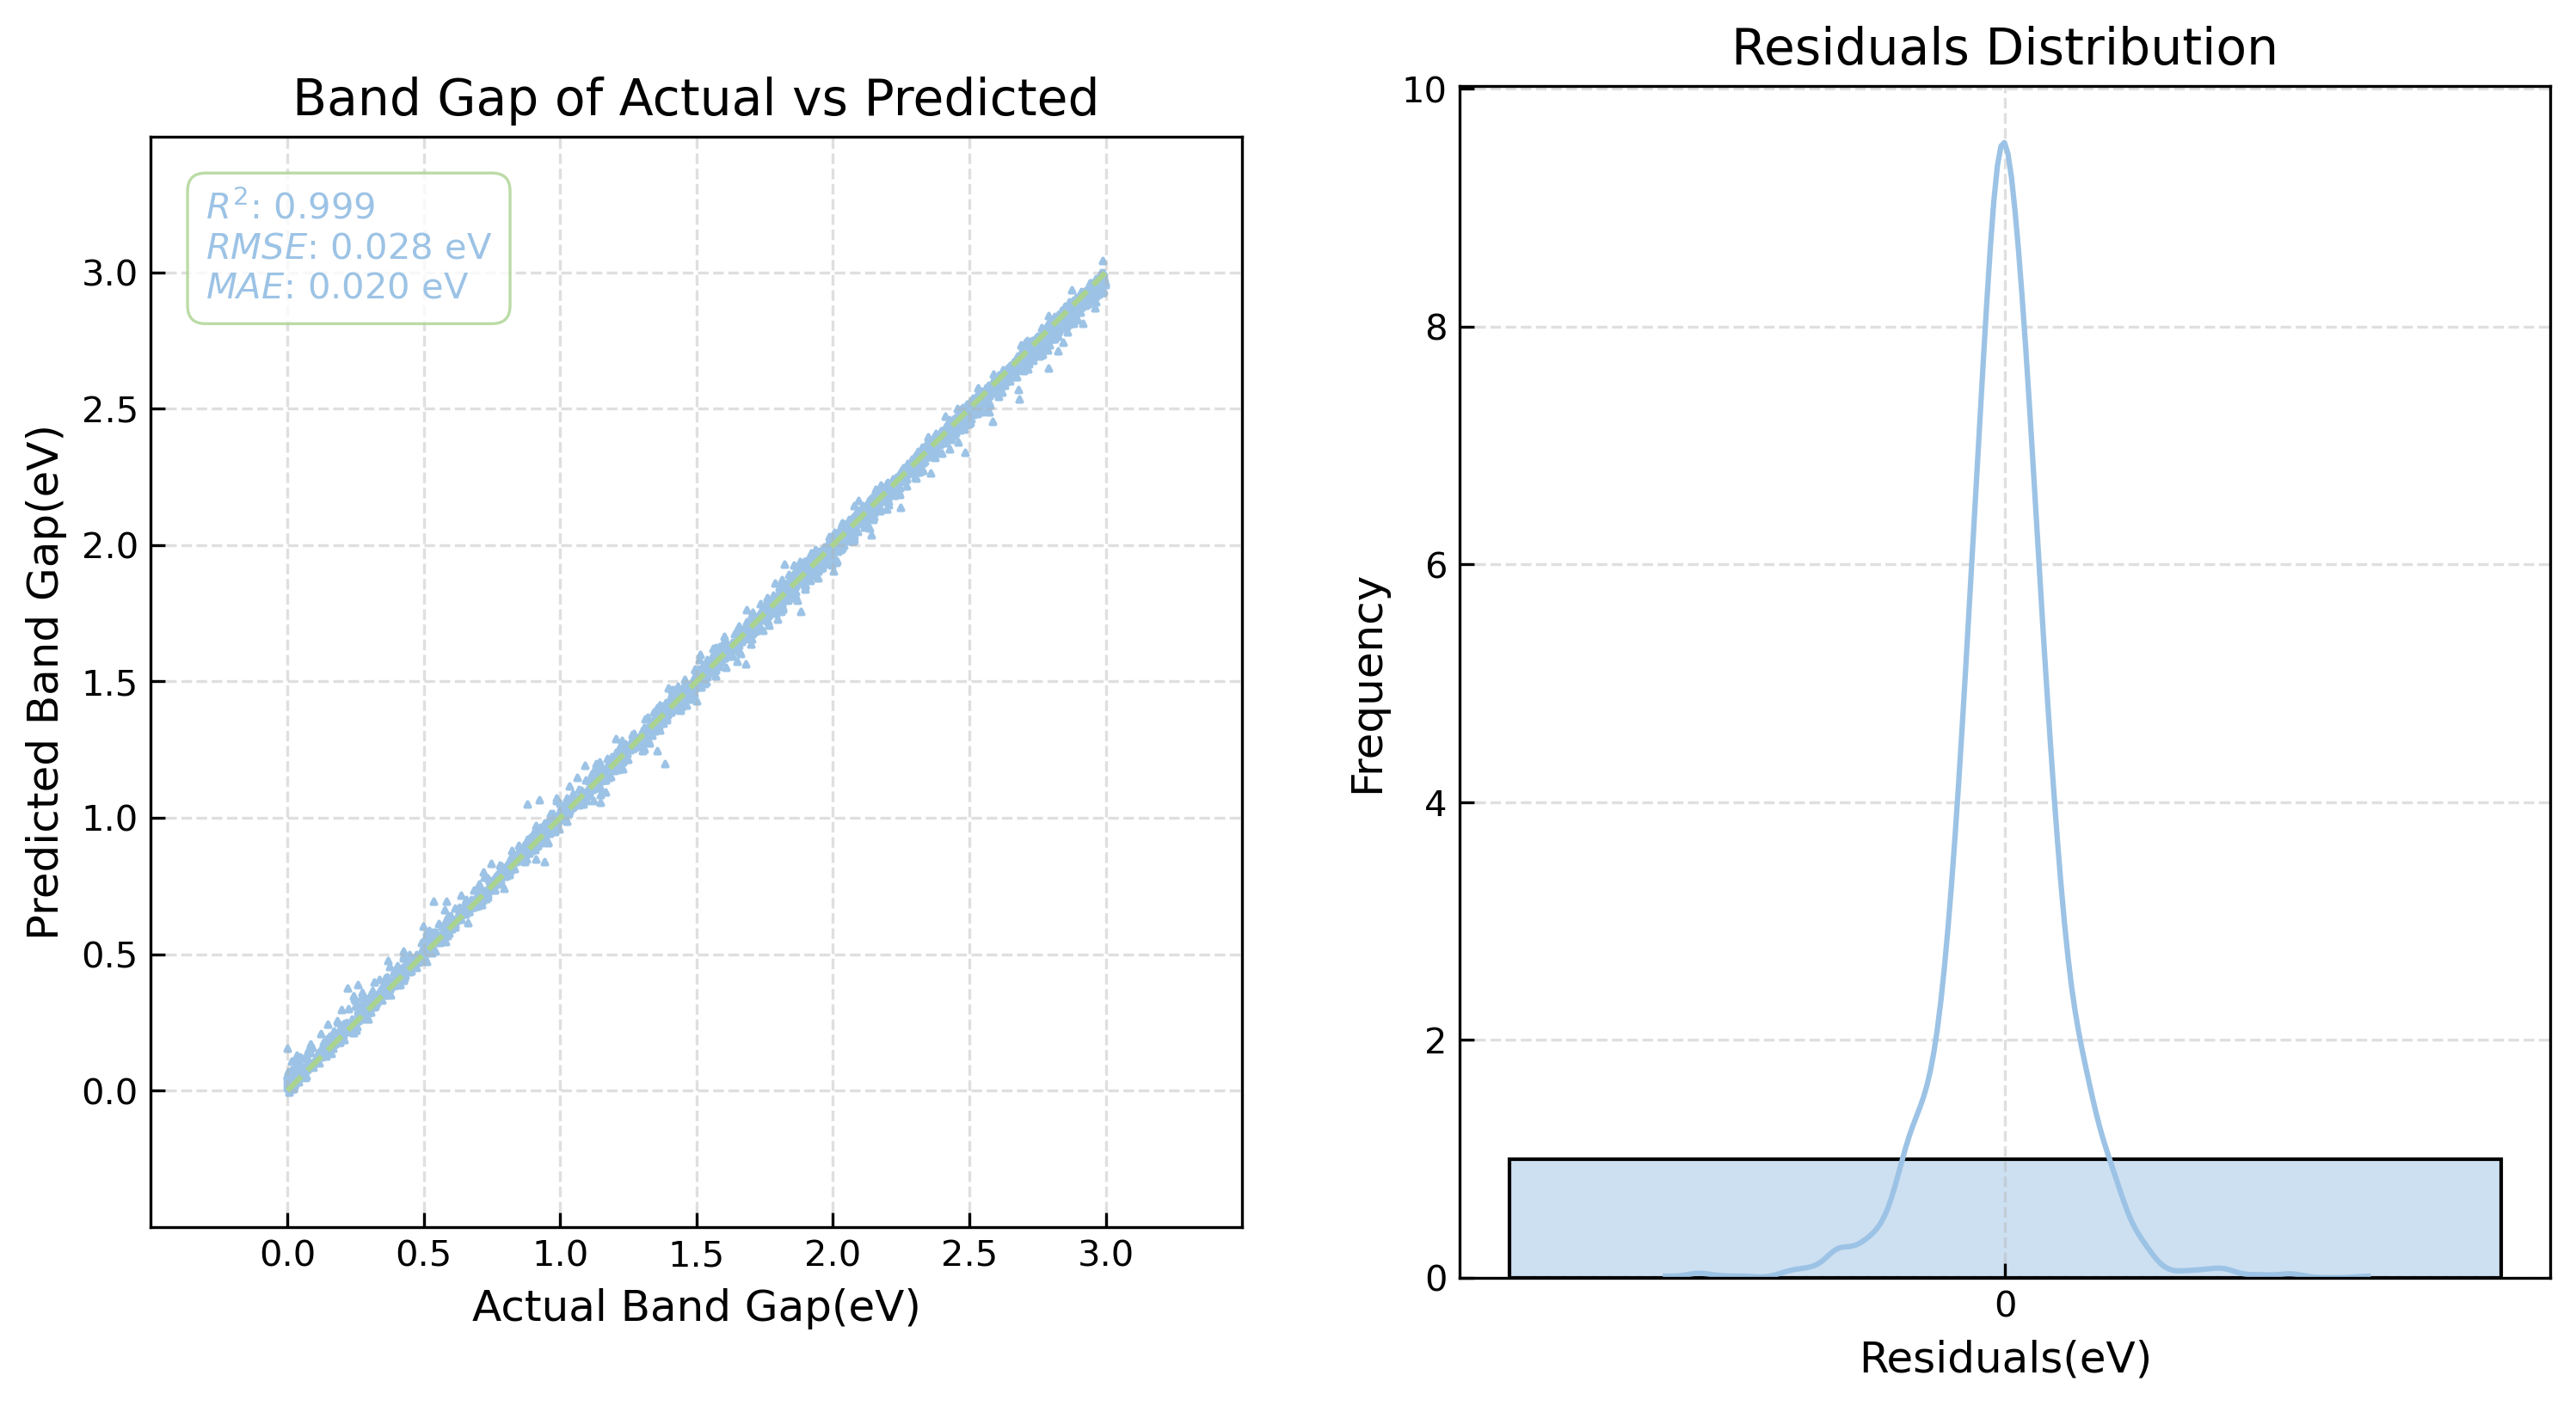 Band Gap of Actual vs Predicted
R²: 0.999
RMSE: 0.028 eV
MAE: 0.020 eV
Predicted Band Gap(eV)
3.0
2.5
2.0
1.5
1.0
0.5
0.0
0.0 0.5 1.0 1.5 2.0 2.5 3.0
Actual Band Gap(eV)
Residuals Distribution
Frequency
10
8
6
4
2
0
0
Residuals(eV)